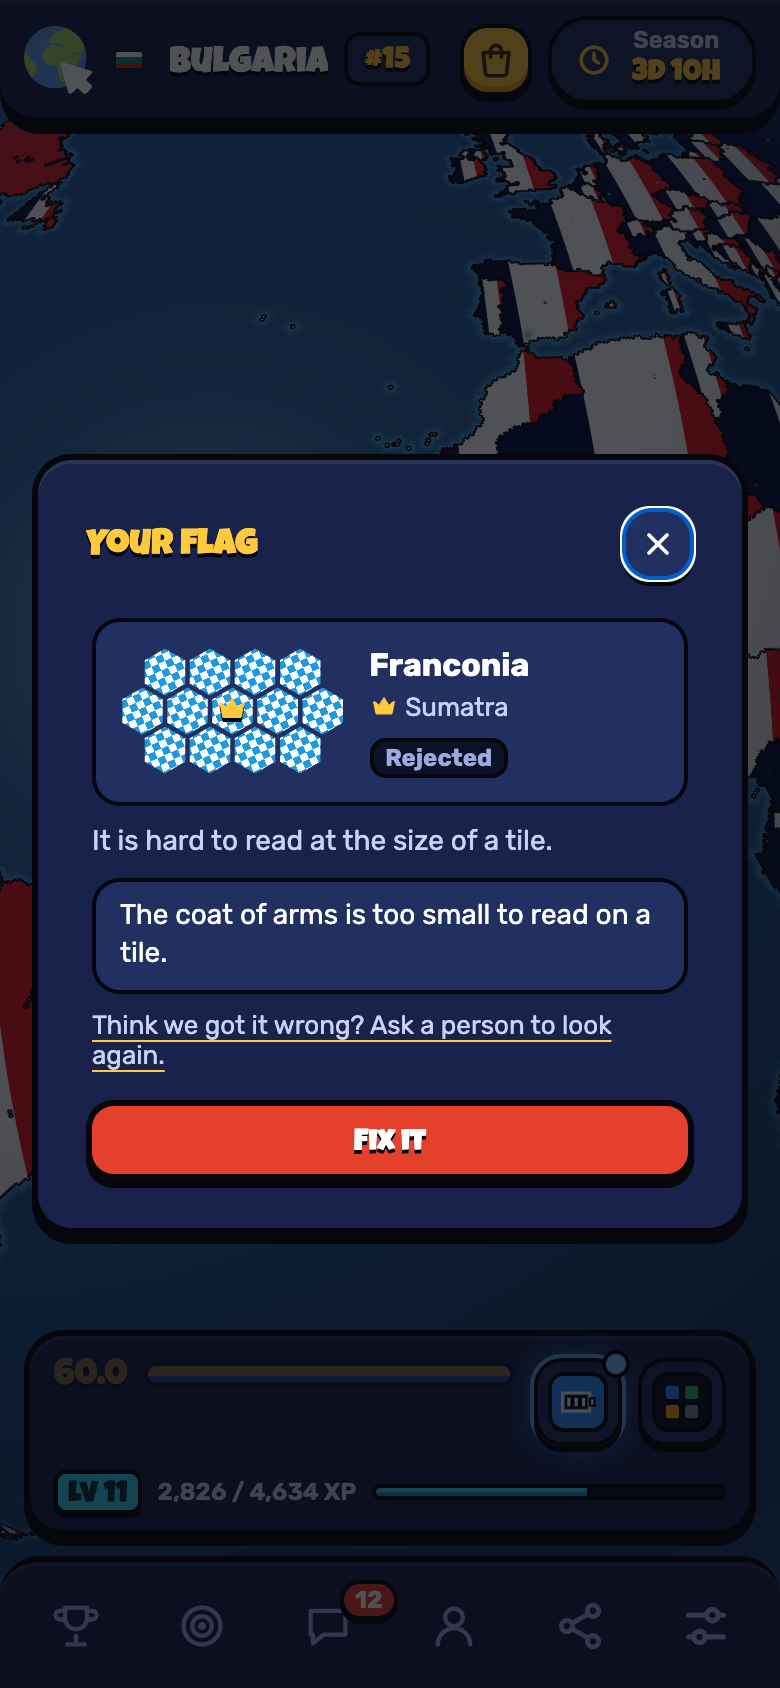 BULGARIA
#15
Season
3D 10H
YOUR FLAG
Franconia
Sumatra
Rejected
It is hard to read at the size of a tile.
The coat of arms is too small to read on a
tile.
Think we got it wrong? Ask a person to look
again.
FIX IT
60.0
LV 11
2,826 / 4,634 XP
12